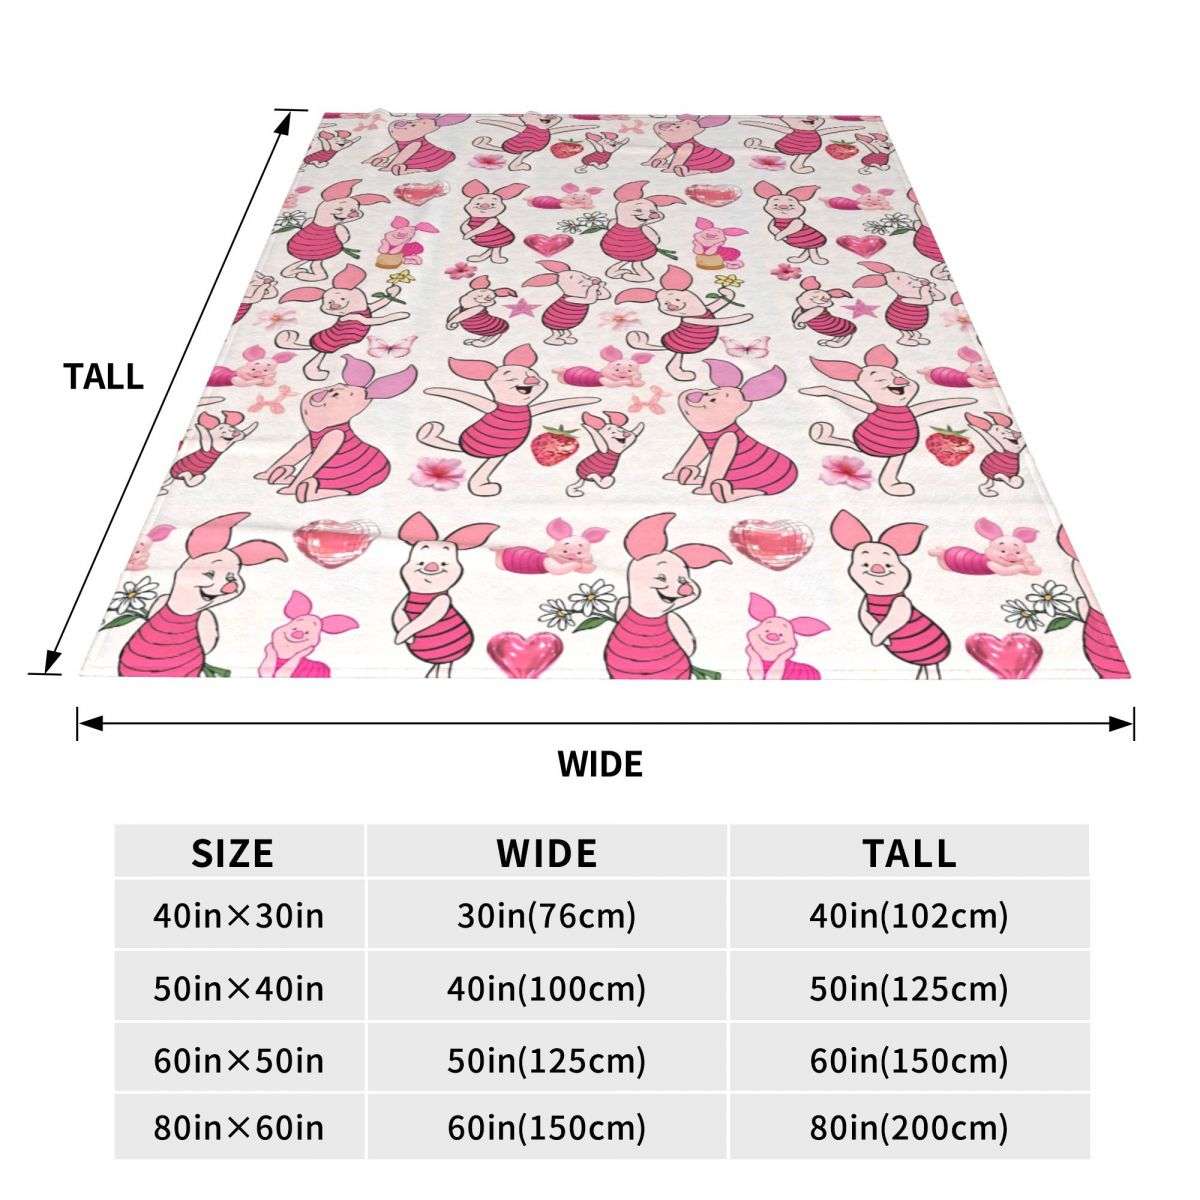 TALL
WIDE
SIZE WIDE TALL
40in×30in 30in(76cm) 40in(102cm)
50in×40in 40in(100cm) 50in(125cm)
60in×50in 50in(125cm) 60in(150cm)
80in×60in 60in(150cm) 80in(200cm)